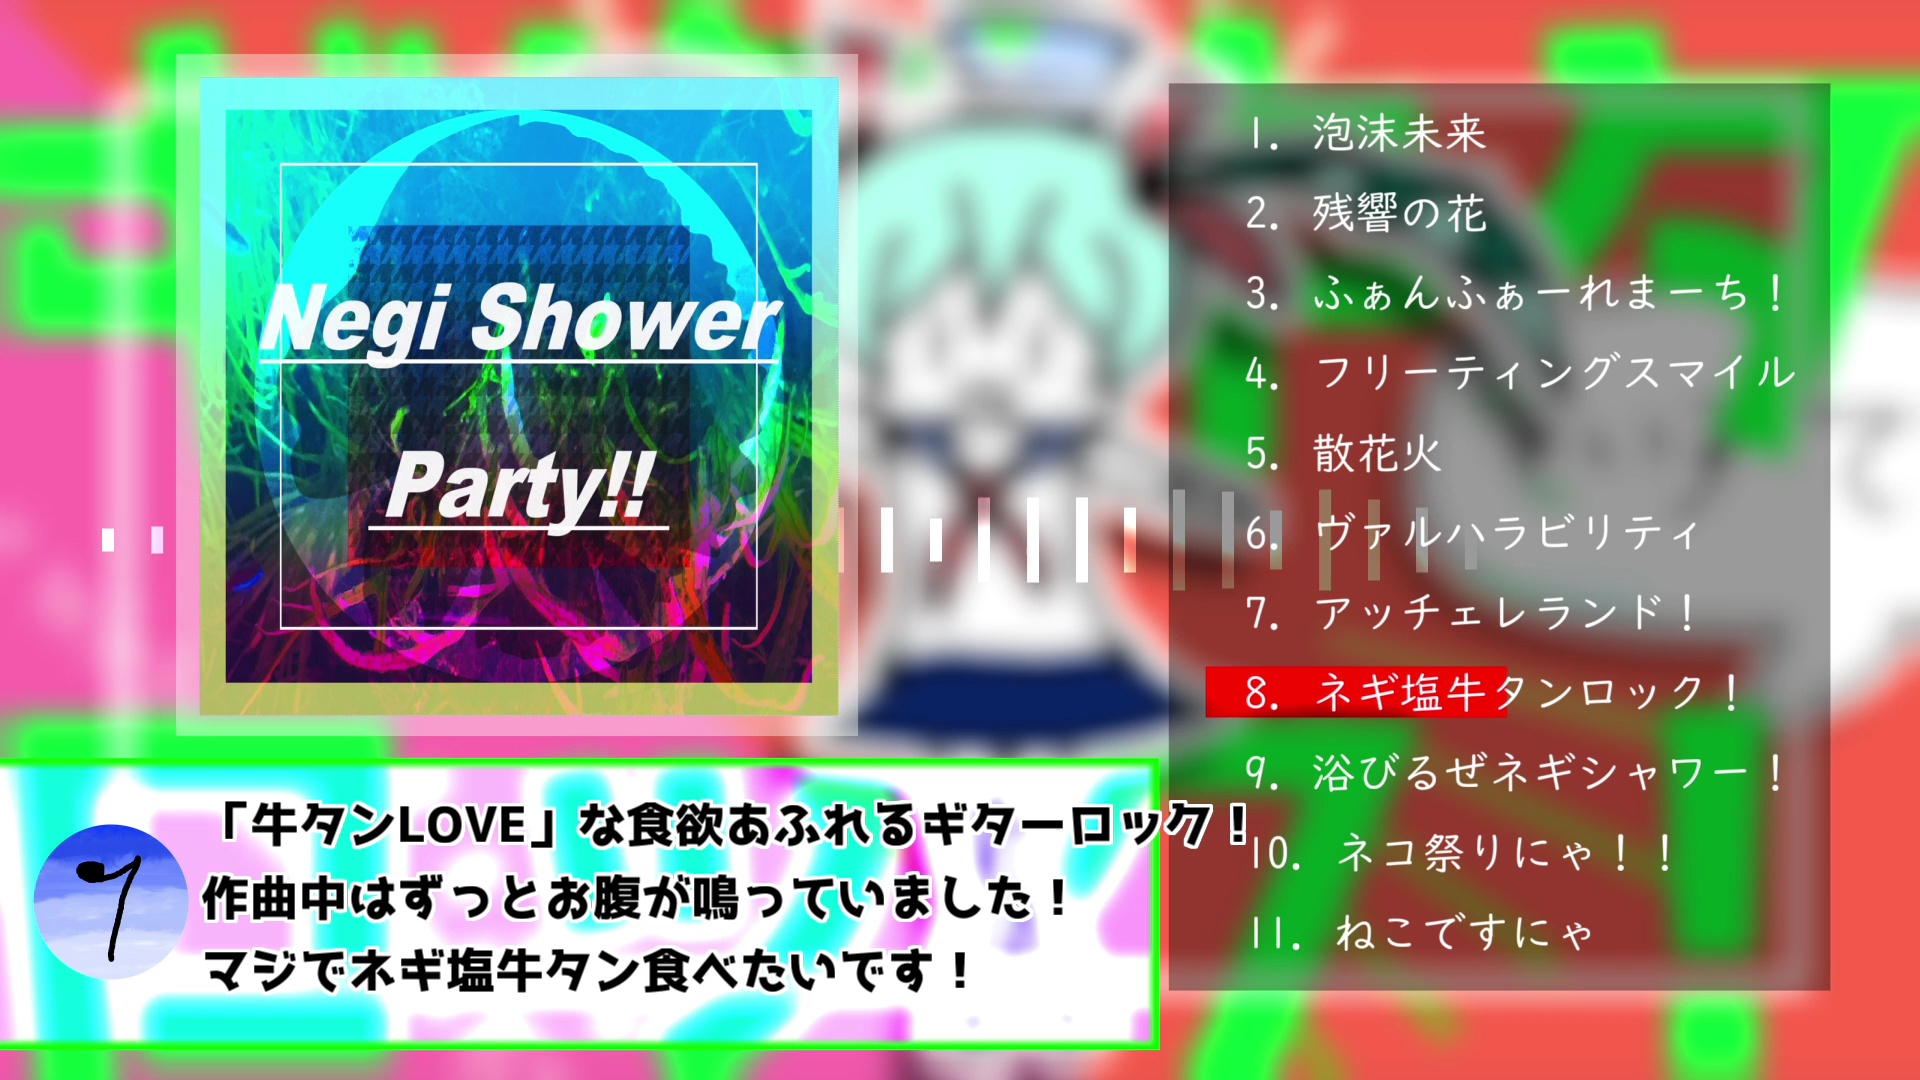 Negi Shower
Party!!
1. 泡沫未来
2. 残響の花
3. ふぁんふぁーれまーち！
4. フリーティングスマイル
5. 散花火
6. ヴァルハラビリティ
7. アッチェレランド！
8. ネギ塩牛タンロック！
9. 浴びるぜネギシャワー！
10. ネコ祭りにゃ！！
11. ねこですにゃ
「牛タンLOVE」な食欲あふれるギターロック！
作曲中はずっとお腹が鳴っていました！
マジでネギ塩牛タン食べたいです！